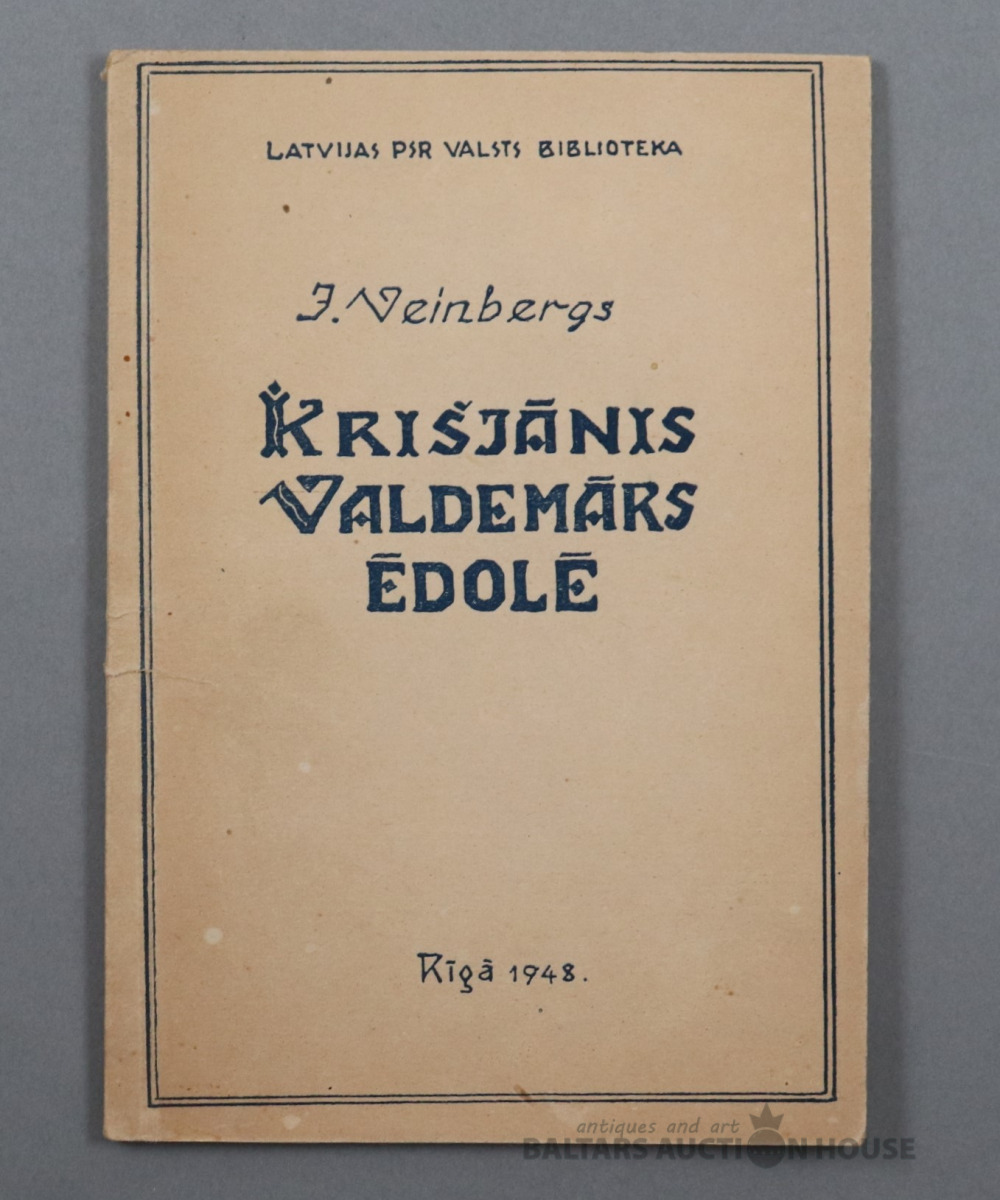 LATVIJAS PSR VALSTS BIBLIOTEKA
J. Veinbergs
KRIŠJĀNIS
VALDEMĀRS
ĒDOLĒ
Rīgā 1948.
antiques and art
BALTARS AUCTION HOUSE